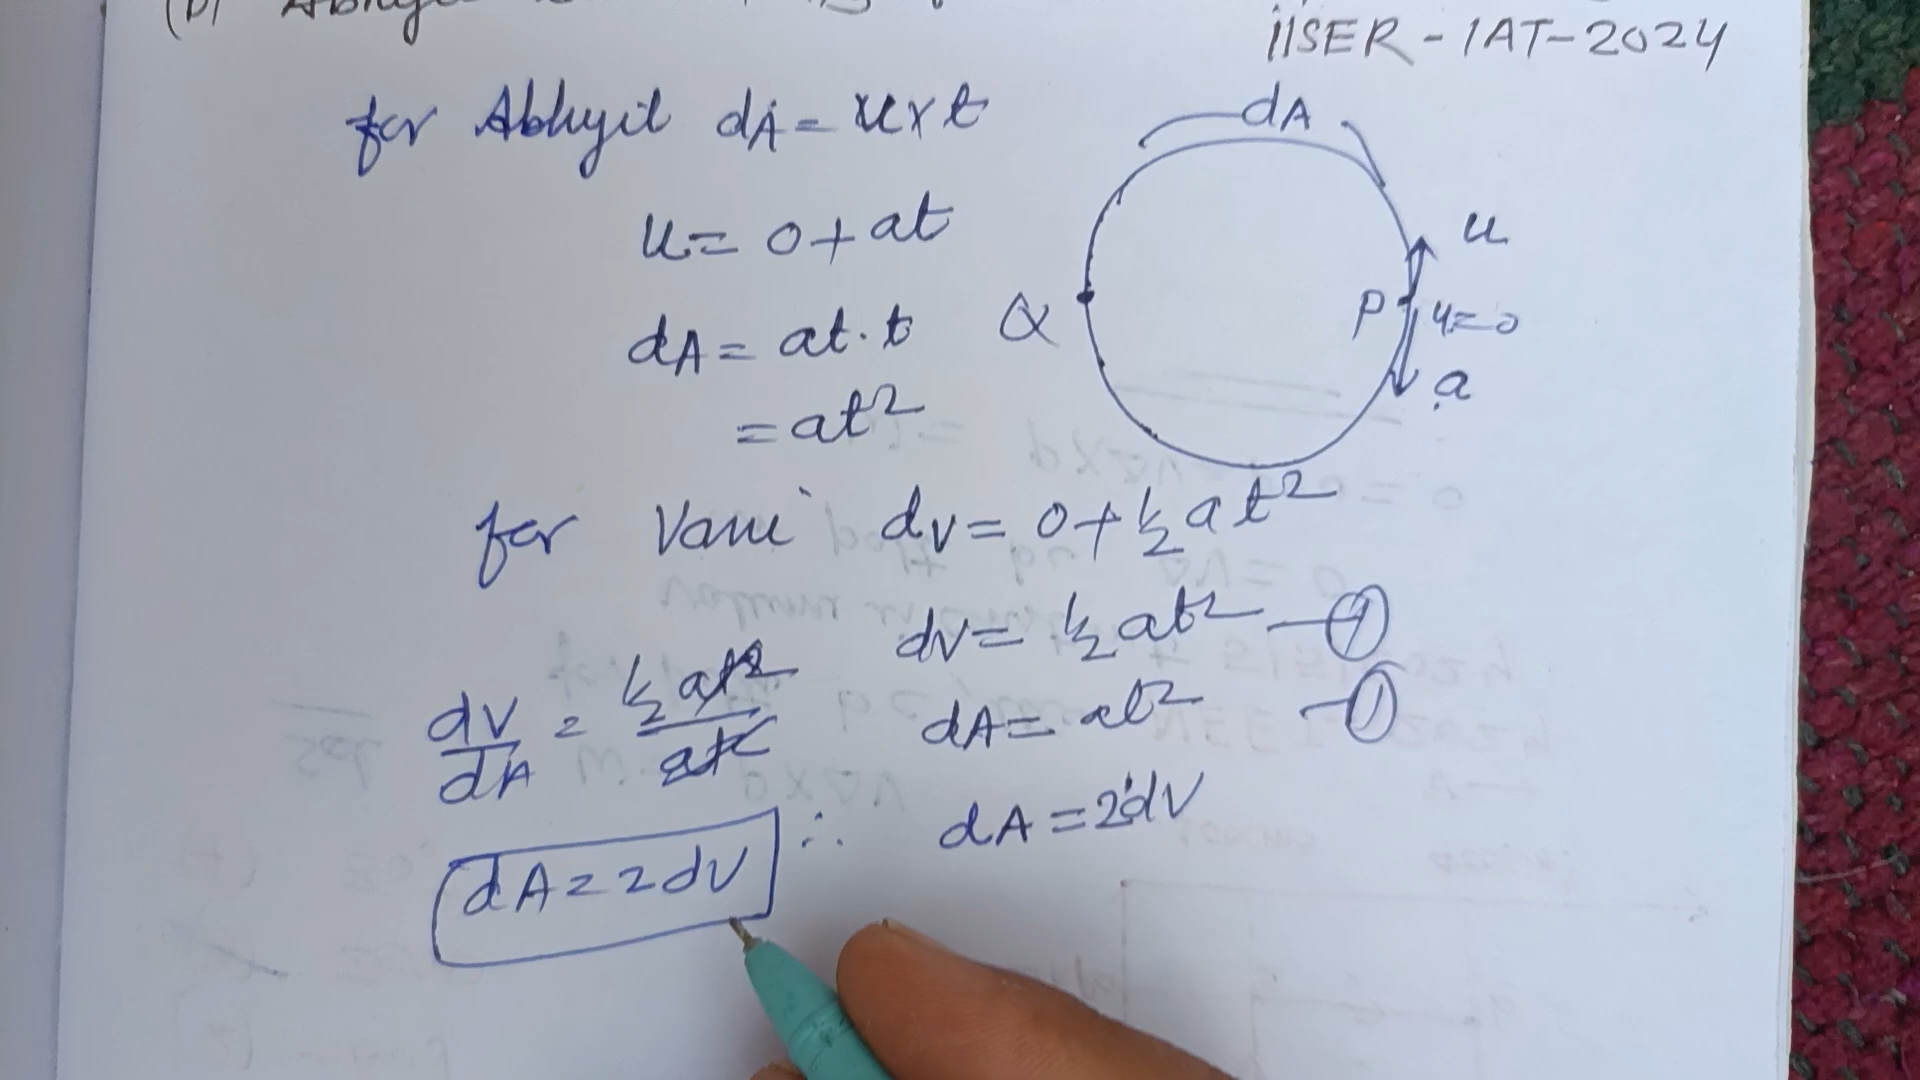 IISER - IAT - 2024
for Abhyit dA = u x t
dA
u = 0 + at
u
dA = at . t
Q
P
u = 0
a
= at²
for Vani dv = 0 + ½ at²
dv = ½ at²
dv/dA = ½ at²/at²
dA = at² - ①
∴ dA = 2dV
dA = 2 dv